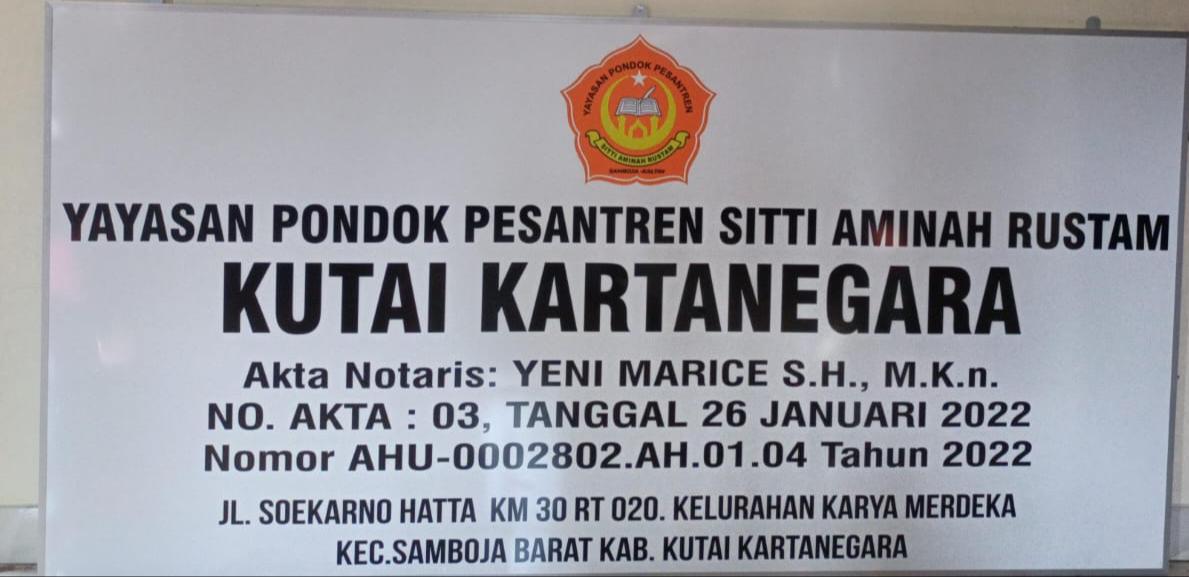 YAYASAN PONDOK PESANTREN
SITTI AMINAH RUSTAM
SAMBOJA-KALTIM
YAYASAN PONDOK PESANTREN SITTI AMINAH RUSTAM
KUTAI KARTANEGARA
Akta Notaris: YENI MARICE S.H., M.K.n.
NO. AKTA : 03, TANGGAL 26 JANUARI 2022
Nomor AHU-0002802.AH.01.04 Tahun 2022
JL. SOEKARNO HATTA KM 30 RT 020. KELURAHAN KARYA MERDEKA
KEC.SAMBOJA BARAT KAB. KUTAI KARTANEGARA